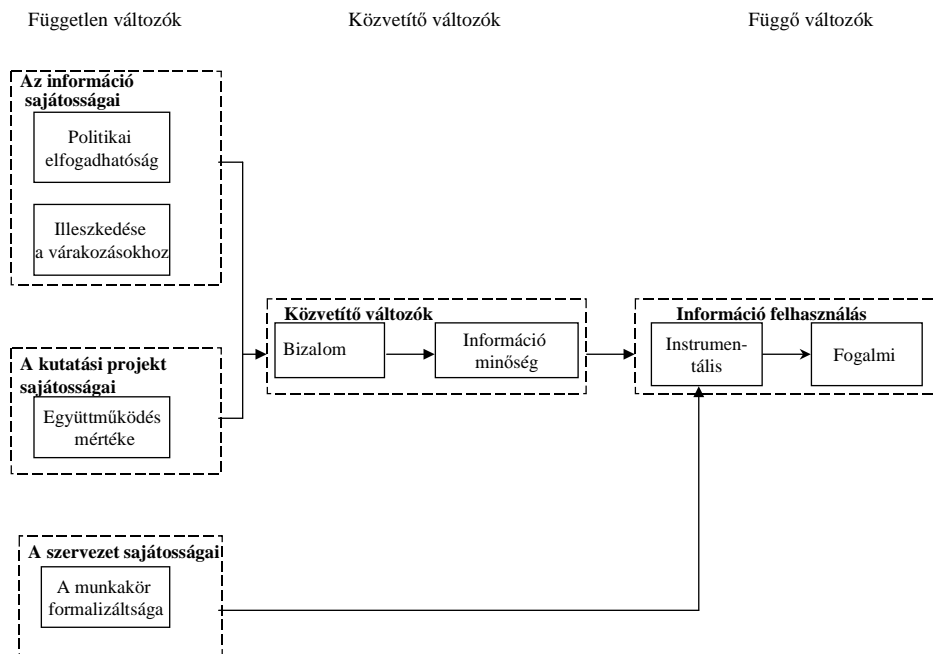 Független változók
Közvetítő változók
Függő változók
Az információ
sajátosságai
Politikai
elfogadhatóság
Illeszkedése
a várakozásokhoz
A kutatási projekt
sajátosságai
Együttműködés
mértéke
A szervezet sajátosságai
A munkakör
formalizáltsága
Közvetítő változók
Bizalom
Információ
minőség
Információ felhasználás
Instrumen-
tális
Fogalmi